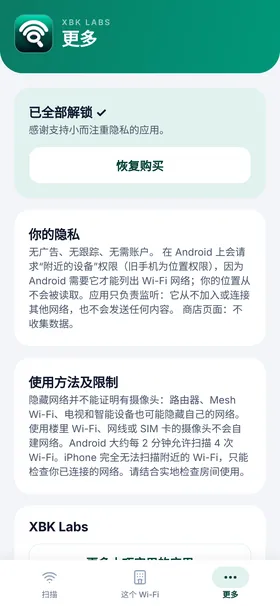 XBK LABS
更多
已全部解锁 ✓
感谢支持小而注重隐私的应用。
恢复购买
你的隐私
无广告、无跟踪、无需账户。 在 Android 上会请
求“附近的设备”权限（旧手机为位置权限），因为
Android 需要它才能列出 Wi-Fi 网络；你的位置从
不会被读取。应用只负责监听：它从不加入或连接
其他网络，也不会发送任何内容。 商店页面：不
收集数据。
使用方法及限制
隐藏网络并不能证明有摄像头：路由器、Mesh
Wi-Fi、电视和智能设备也可能隐藏自己的网络。
使用楼里 Wi-Fi、网线或 SIM 卡的摄像头不会自
建网络。Android 大约每 2 分钟允许扫描 4 次
Wi-Fi。iPhone 完全无法扫描附近的 Wi-Fi，只能
检查你已连接的网络。请结合实地检查房间使用。
XBK Labs
扫描
这个 Wi-Fi
更多